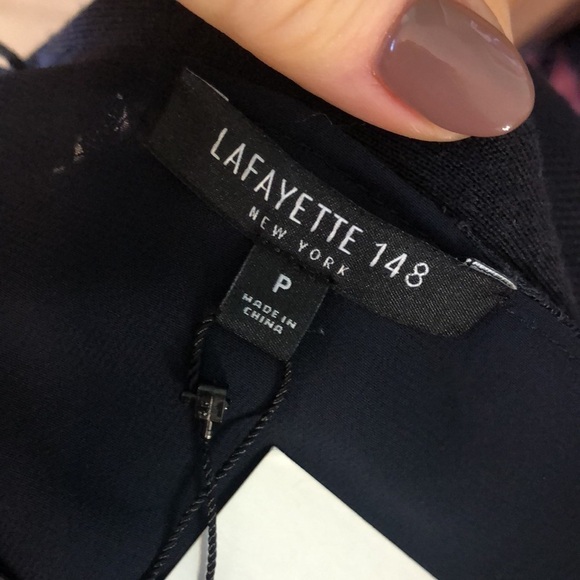 LAFAYETTE 148
NEW YORK
P
MADE IN
CHINA